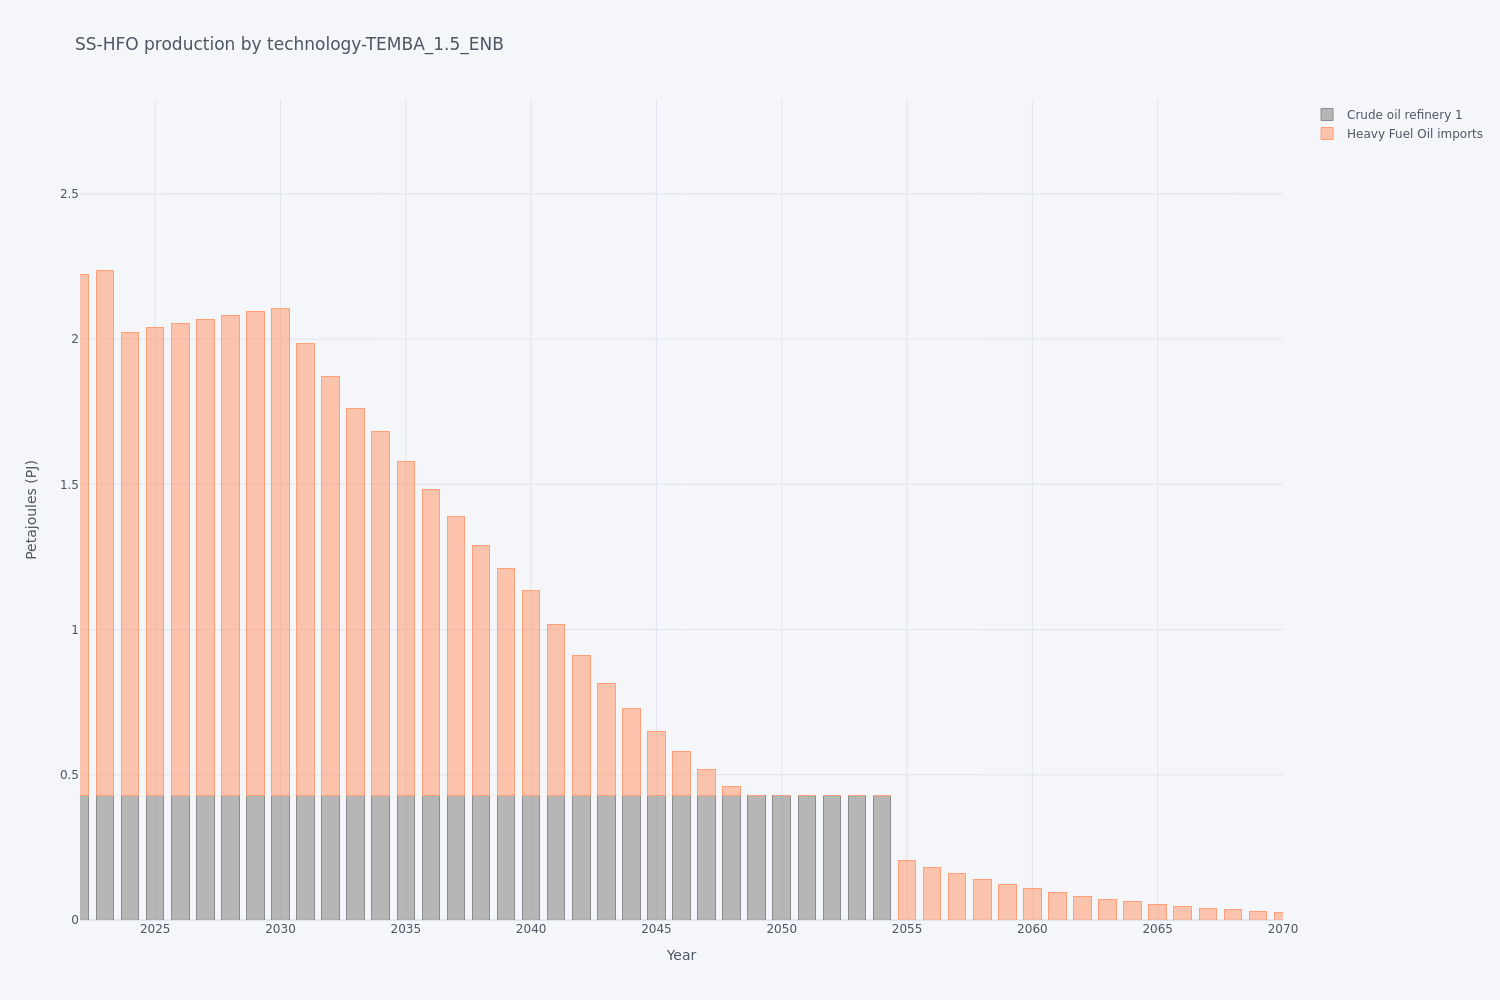 SS-HFO production by technology-TEMBA_1.5_ENB
Crude oil refinery 1
Heavy Fuel Oil imports
2.5
2
1.5
1
0.5
0
Petajoules (PJ)
2025 2030 2035 2040 2045 2050 2055 2060 2065 2070
Year